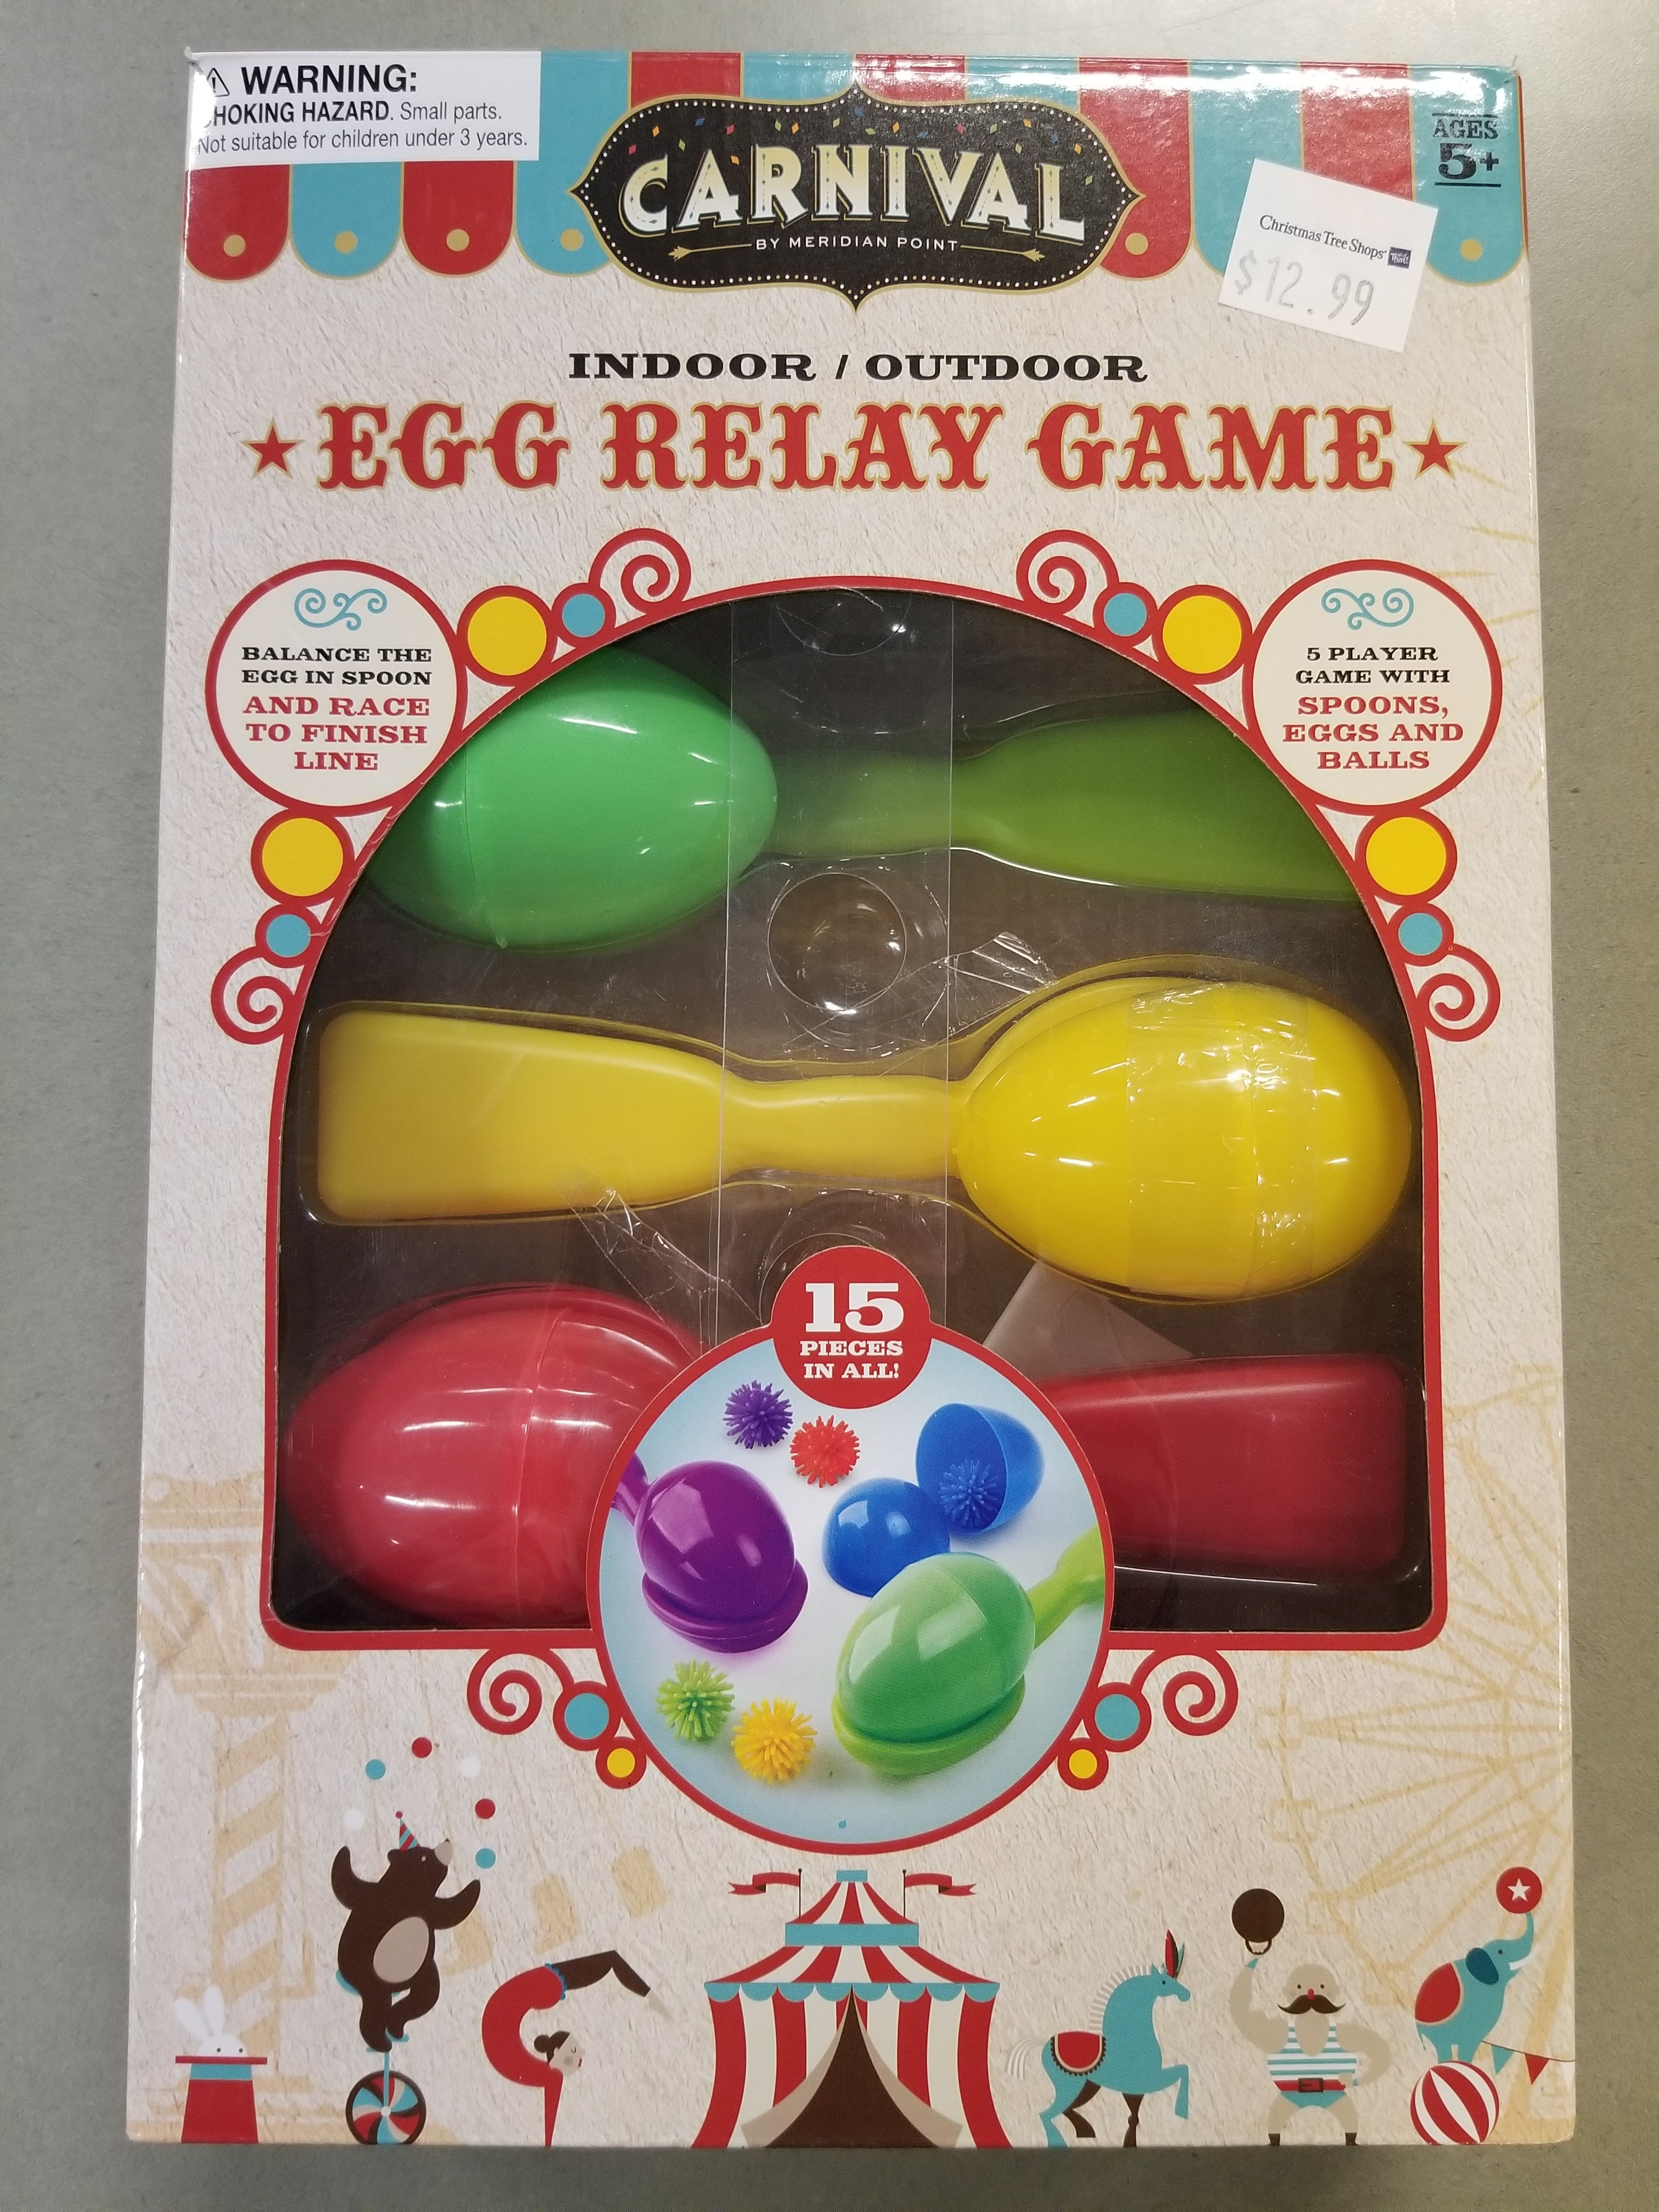 WARNING:
CHOKING HAZARD. Small parts.
Not suitable for children under 3 years.
CARNIVAL
BY MERIDIAN POINT
AGES
5+
Christmas Tree Shops
$12.99
INDOOR / OUTDOOR
EGG RELAY GAME
BALANCE THE
EGG IN SPOON
AND RACE
TO FINISH
LINE
5 PLAYER
GAME WITH
SPOONS,
EGGS AND
BALLS
15
PIECES
IN ALL!